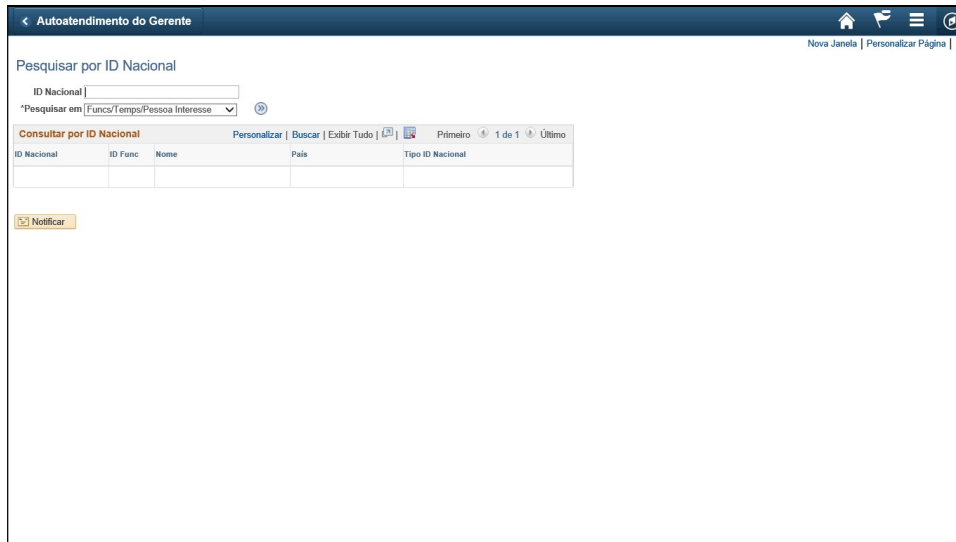 Autoatendimento do Gerente
Nova Janela | Personalizar Página |
Pesquisar por ID Nacional
ID Nacional
*Pesquisar em Funcs/Temps/Pessoa Interesse
Consultar por ID Nacional Personalizar | Buscar | Exibir Tudo | | Primeiro 1 de 1 Último
ID Nacional ID Func Nome País Tipo ID Nacional
Notificar